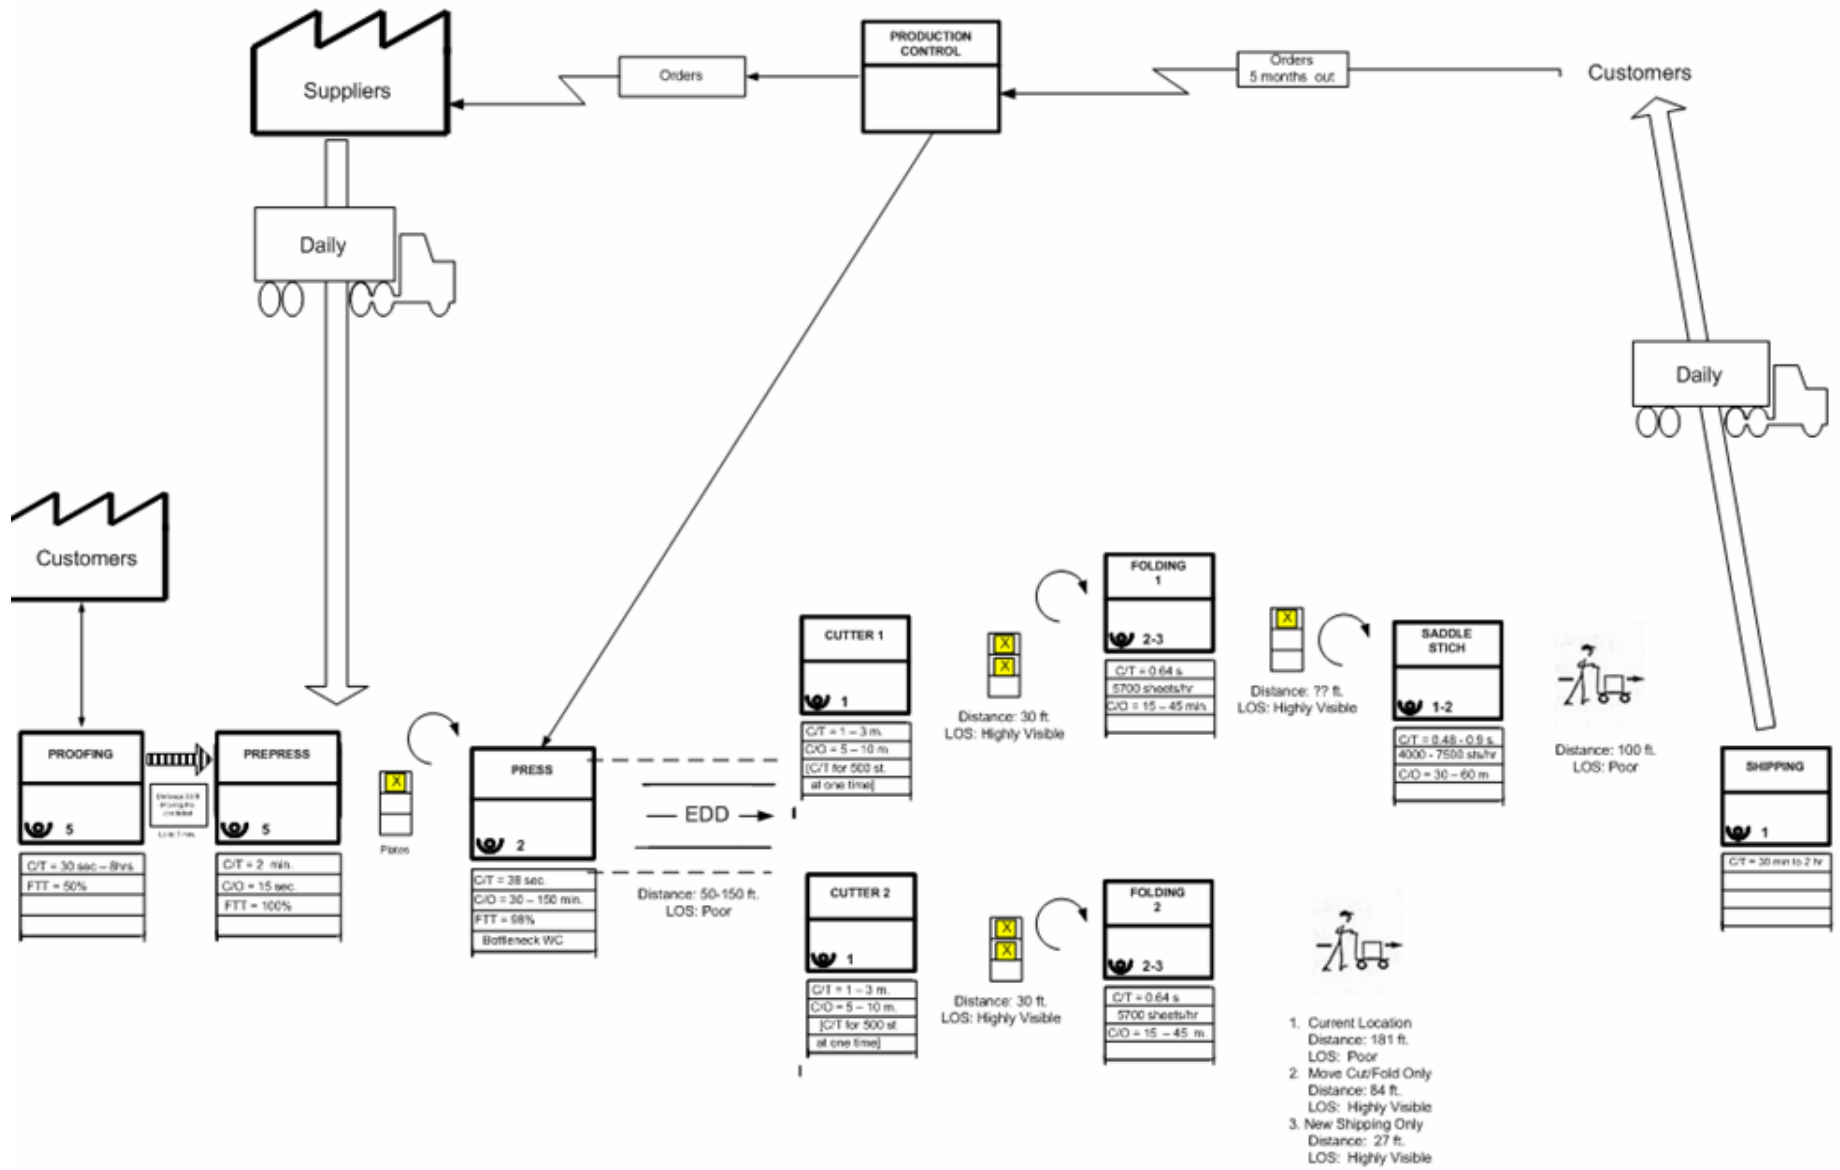 Suppliers
Orders
PRODUCTION
CONTROL
Orders
5 months out
Customers
Daily
Daily
Customers
PROOFING
5
C/T = 30 sec – 8hrs.
FTT = 50%
Up to 1 min.
PREPRESS
5
C/T = 2 min.
C/O = 15 sec.
FTT = 100%
X
Plates
PRESS
2
C/T = 38 sec.
C/O = 30 – 150 min.
FTT = 98%
Bottleneck WC
EDD
Distance: 50-150 ft.
LOS: Poor
CUTTER 1
1
C/T = 1 – 3 m.
C/O = 5 – 10 m
[C/T for 500 st.
at one time]
X
X
Distance: 30 ft.
LOS: Highly Visible
FOLDING
1
2-3
C/T = 0.64 s
5700 sheets/hr
C/O = 15 – 45 min.
X
Distance: ?? ft.
LOS: Highly Visible
SADDLE
STICH
1-2
C/T = 0.48 - 0.9 s.
4000 - 7500 sts/hr
C/O = 30 – 60 m
Distance: 100 ft.
LOS: Poor
SHIPPING
1
C/T = 30 min to 2 hr
CUTTER 2
1
C/T = 1 – 3 m.
C/O = 5 – 10 m.
[C/T for 500 st
at one time]
X
X
Distance: 30 ft.
LOS: Highly Visible
FOLDING
2
2-3
C/T = 0.64 s
5700 sheets/hr
C/O = 15 – 45 m.
1. Current Location
Distance: 181 ft.
LOS: Poor
2. Move Cut/Fold Only
Distance: 84 ft.
LOS: Highly Visible
3. New Shipping Only
Distance: 27 ft.
LOS: Highly Visible